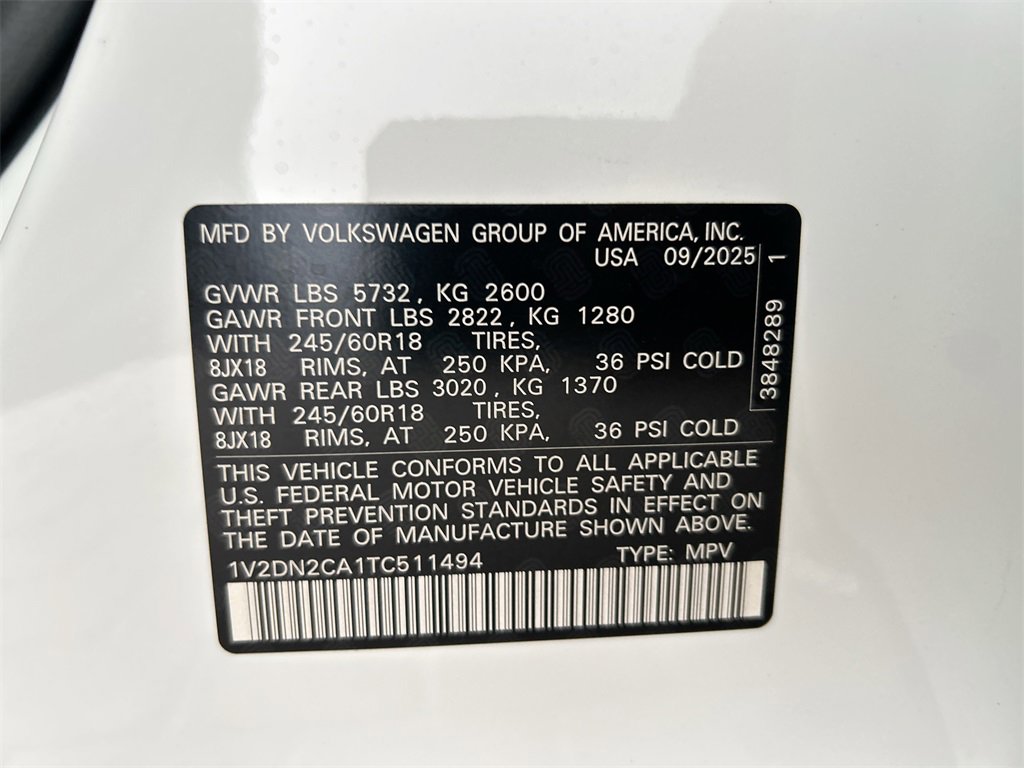 MFD BY VOLKSWAGEN GROUP OF AMERICA, INC.
USA 09/2025
GVWR LBS 5732, KG 2600
GAWR FRONT LBS 2822, KG 1280
WITH 245/60R18 TIRES,
8JX18 RIMS, AT 250 KPA, 36 PSI COLD
GAWR REAR LBS 3020, KG 1370
WITH 245/60R18 TIRES,
8JX18 RIMS, AT 250 KPA, 36 PSI COLD
THIS VEHICLE CONFORMS TO ALL APPLICABLE
U.S. FEDERAL MOTOR VEHICLE SAFETY AND
THEFT PREVENTION STANDARDS IN EFFECT ON
THE DATE OF MANUFACTURE SHOWN ABOVE.
1V2DN2CA1TC511494 TYPE: MPV
3848289 1